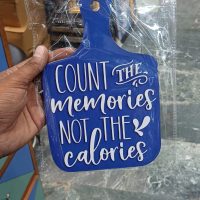 COUNT THE
memories
NOT THE
calories